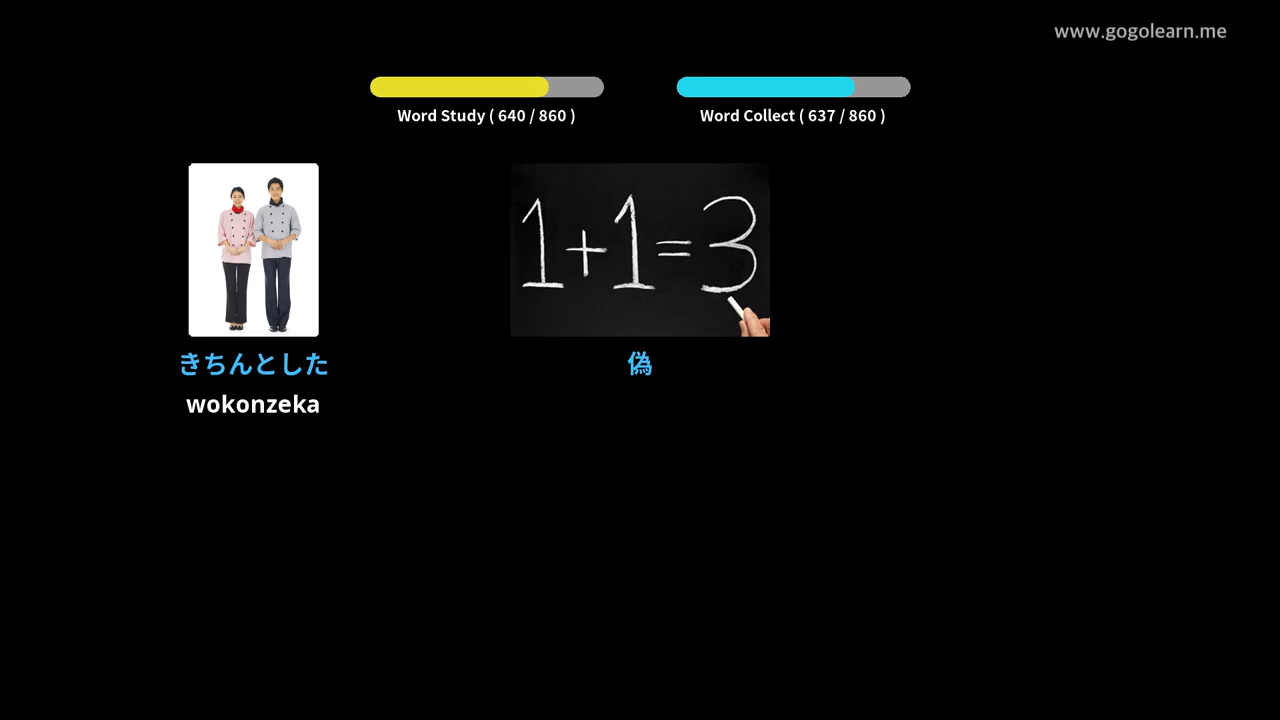 www.gogolearn.me
Word Study ( 640 / 860 )
Word Collect ( 637 / 860 )
1+1=3
きちんとした
偽
wokonzeka